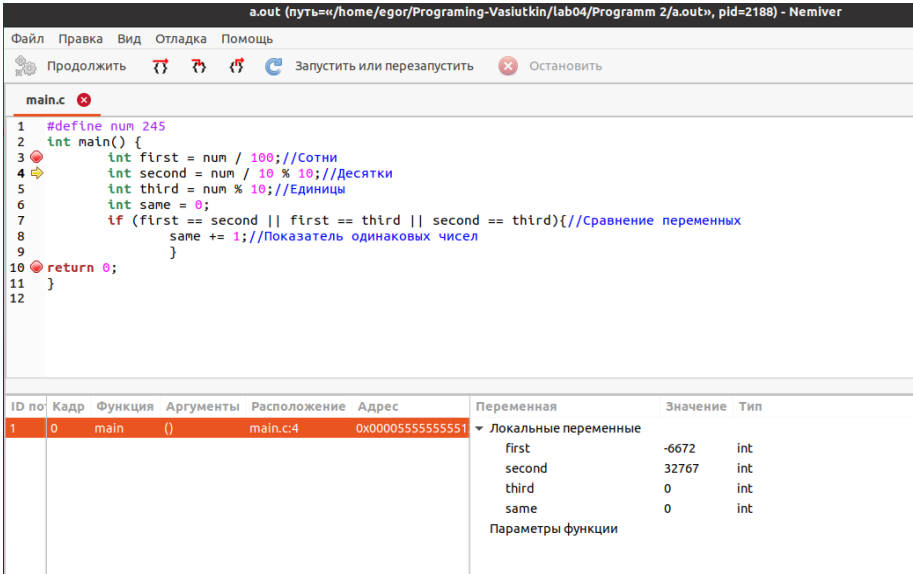 a.out (путь=«/home/egor/Programing-Vasiutkin/lab04/Programm 2/a.out», pid=2188) - Nemiver
Файл Правка Вид Отладка Помощь
Продолжить Запустить или перезапустить Остановить
main.c
1 #define num 245
2 int main() {
3 int first = num / 100;//Сотни
4 int second = num / 10 % 10;//Десятки
5 int third = num % 10;//Единицы
6 int same = 0;
7 if (first == second || first == third || second == third){//Сравнение переменных
8 same += 1;//Показатель одинаковых чисел
9 }
10 return 0;
11 }
12
ID по Кадр Функция Аргументы Расположение Адрес Переменная Значение Тип
1 0 main () main.c:4 0x00005555555551 Локальные переменные
first -6672 int
second 32767 int
third 0 int
same 0 int
Параметры функции